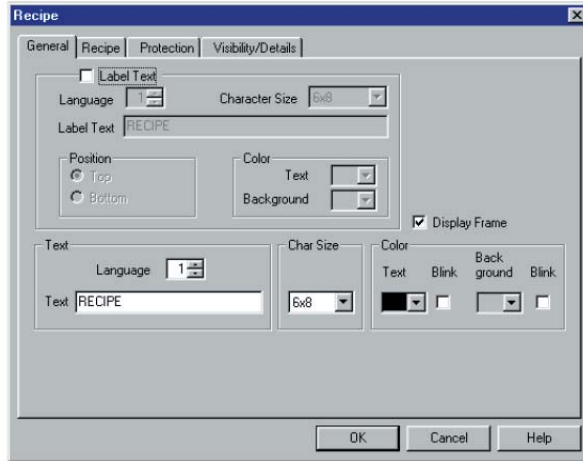 Recipe
General Recipe Protection Visibility/Details
Label Text
Language 1 Character Size 6x8
Label Text RECIPE
Position Color
Top Text
Bottom Background
Display Frame
Text Char Size Color
Language 1 Text Blink Back ground Blink
Text RECIPE 6x8
OK Cancel Help